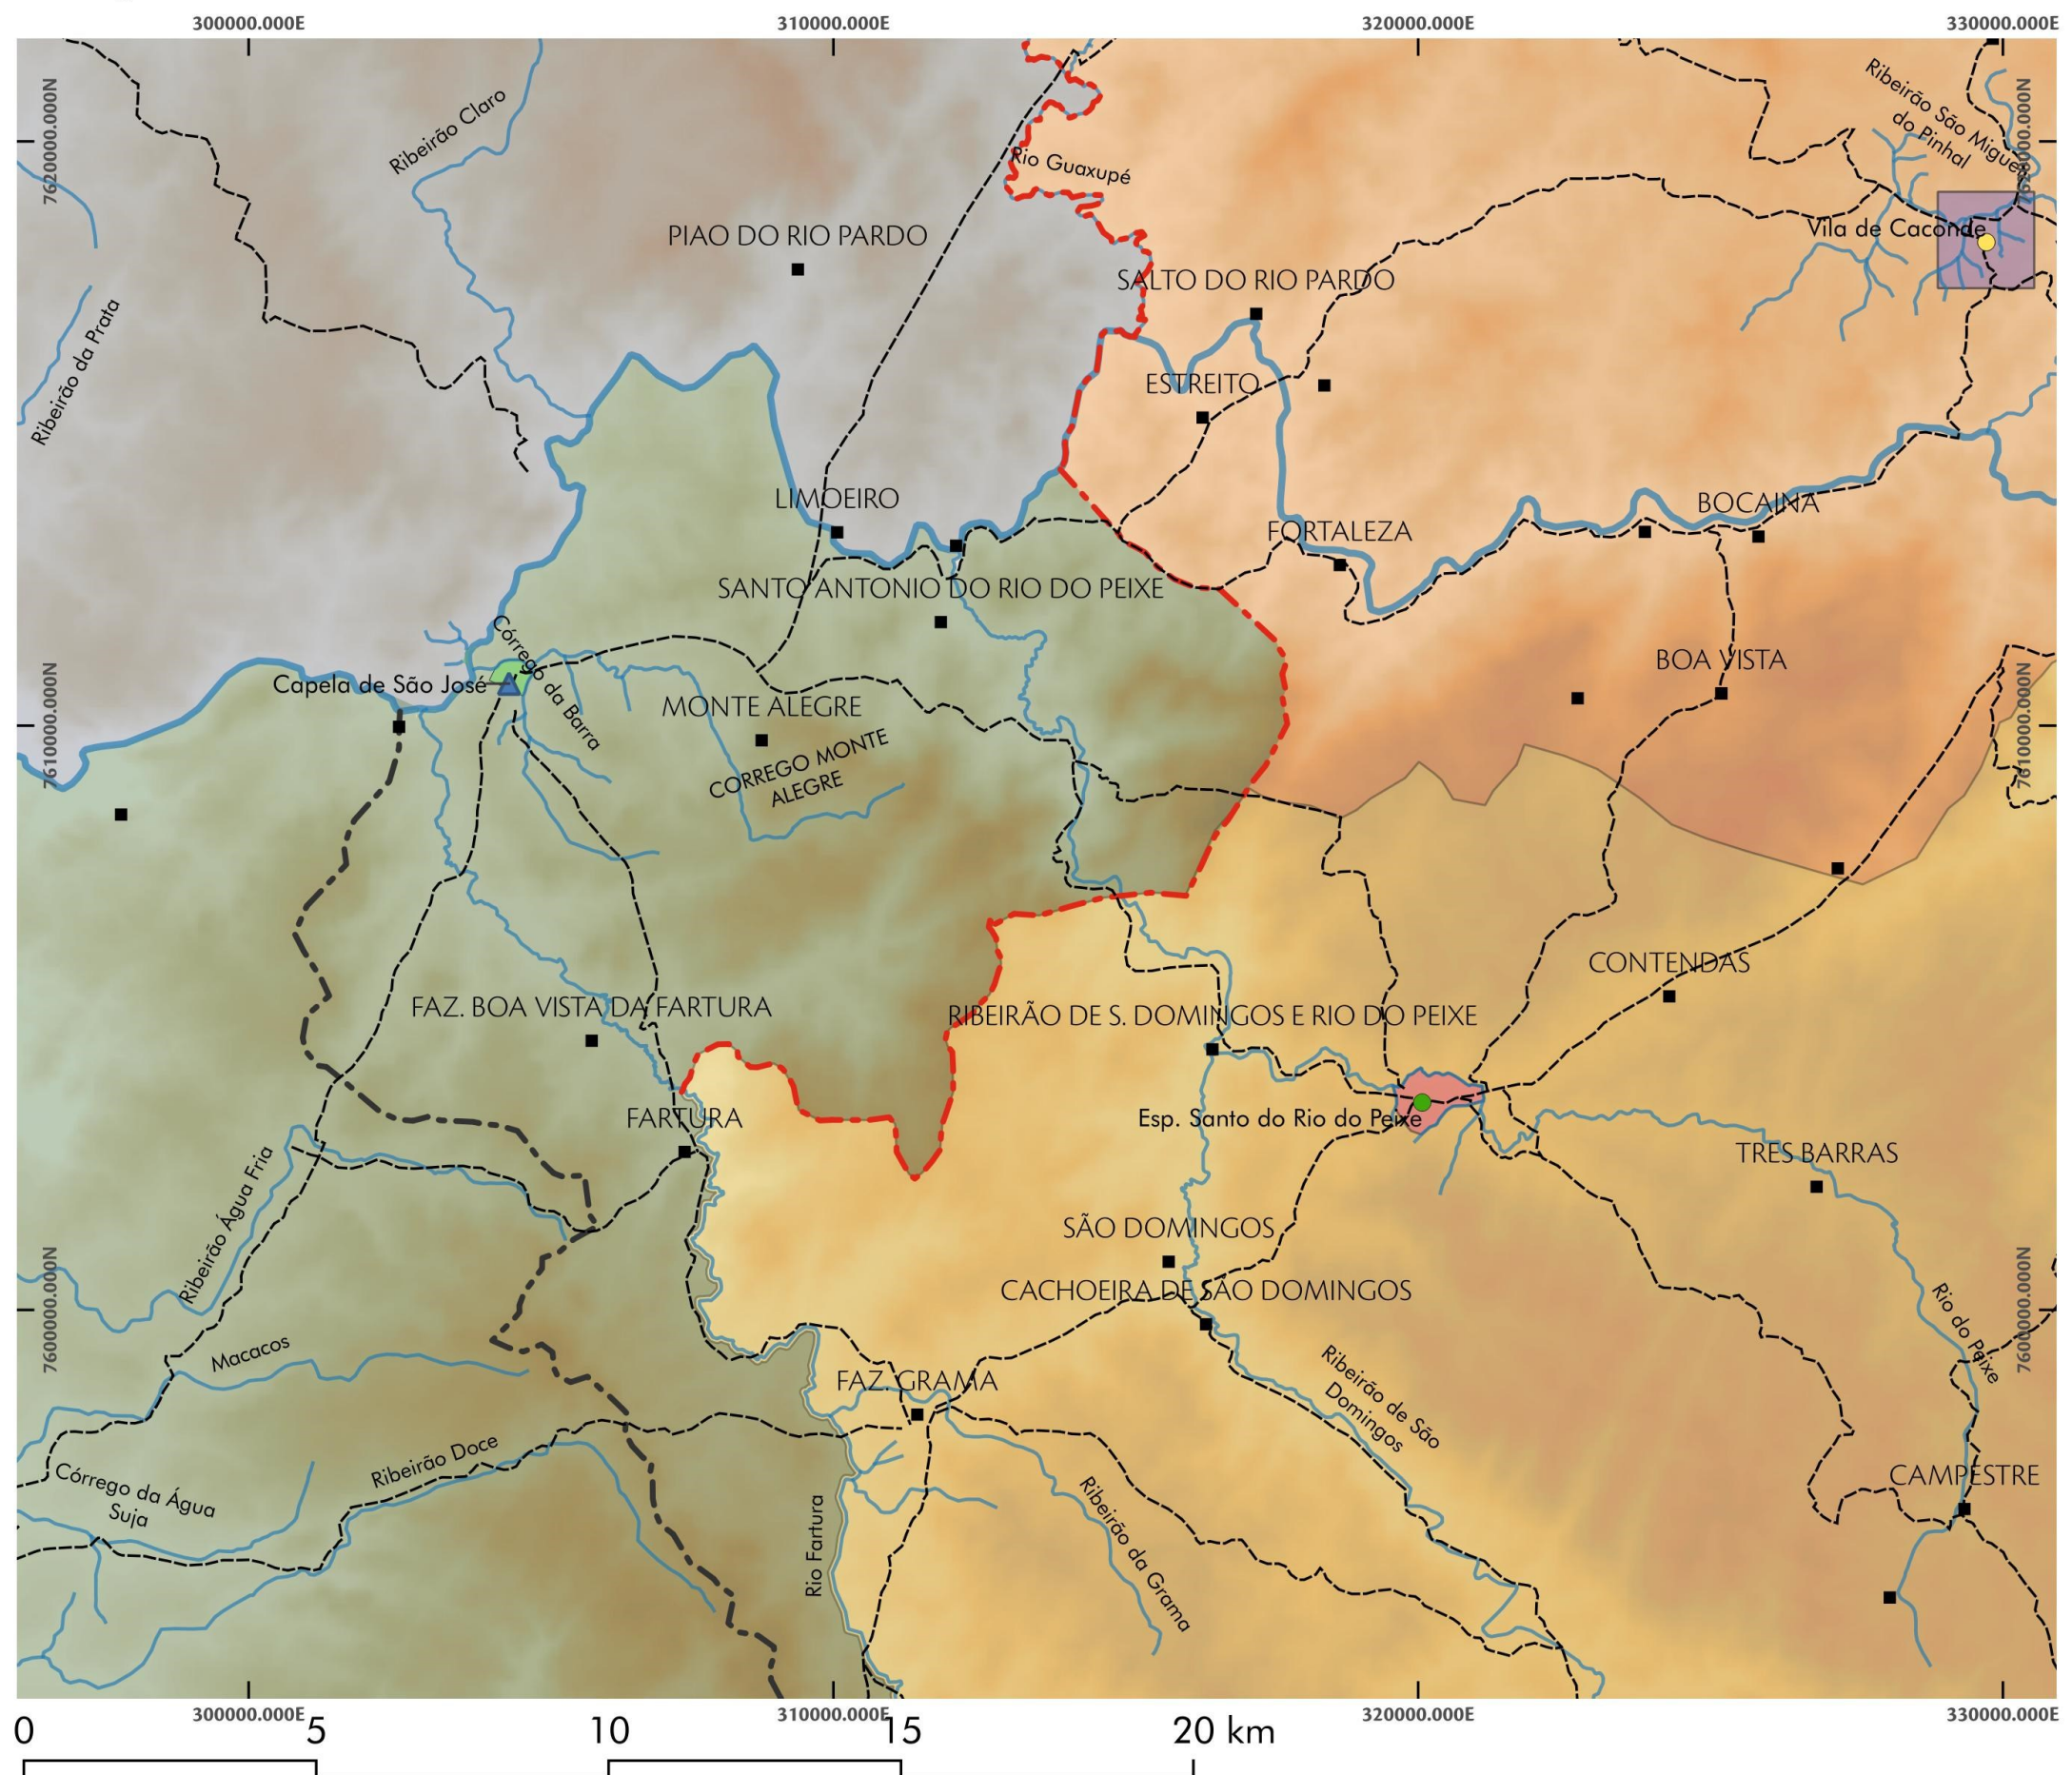 300000.000E
310000.000E
320000.000E
330000.000E
7620000.000N
7620000.000N
Ribeirão Claro
Ribeirão São Miguel
do Pinhal
Rio Guaxupé
PIAO DO RIO PARDO
Vila de Caconde
SALTO DO RIO PARDO
Ribeirão da Prata
ESTREITO
LIMOEIRO
BOCAINA
FORTALEZA
SANTO ANTONIO DO RIO DO PEIXE
Córrego da Barra
BOA VISTA
Capela de São José
7610000.000N
7610000.000N
MONTE ALEGRE
CORREGO MONTE
ALEGRE
CONTENDAS
FAZ. BOA VISTA DA FARTURA
RIBEIRÃO DE S. DOMINGOS E RIO DO PEIXE
FARTURA
Esp. Santo do Rio do Peixe
TRES BARRAS
Ribeirão Água Fria
SÃO DOMINGOS
CACHOEIRA DE SÃO DOMINGOS
7600000.000N
7600000.000N
Rio do Peixe
Macacos
FAZ. GRAMA
Ribeirão de São
Domingos
Ribeirão Doce
CAMPESTRE
Córrego da Água
Suja
Rio Fartura
Ribeirão da Grama
300000.000E
310000.000E
320000.000E
330000.000E
0 5 10 15 20 km